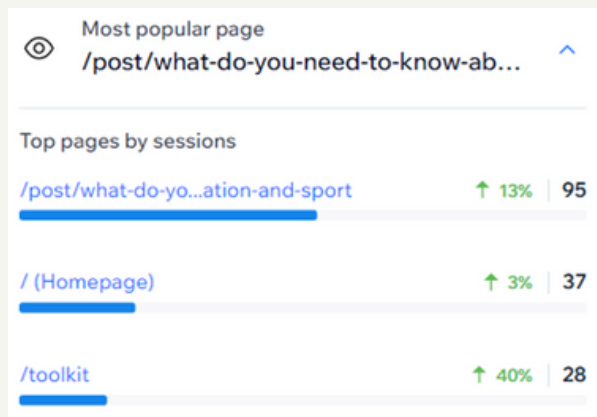 Most popular page
/post/what-do-you-need-to-know-ab...
Top pages by sessions
/post/what-do-yo...ation-and-sport ↑ 13% 95
/ (Homepage) ↑ 3% 37
/toolkit ↑ 40% 28